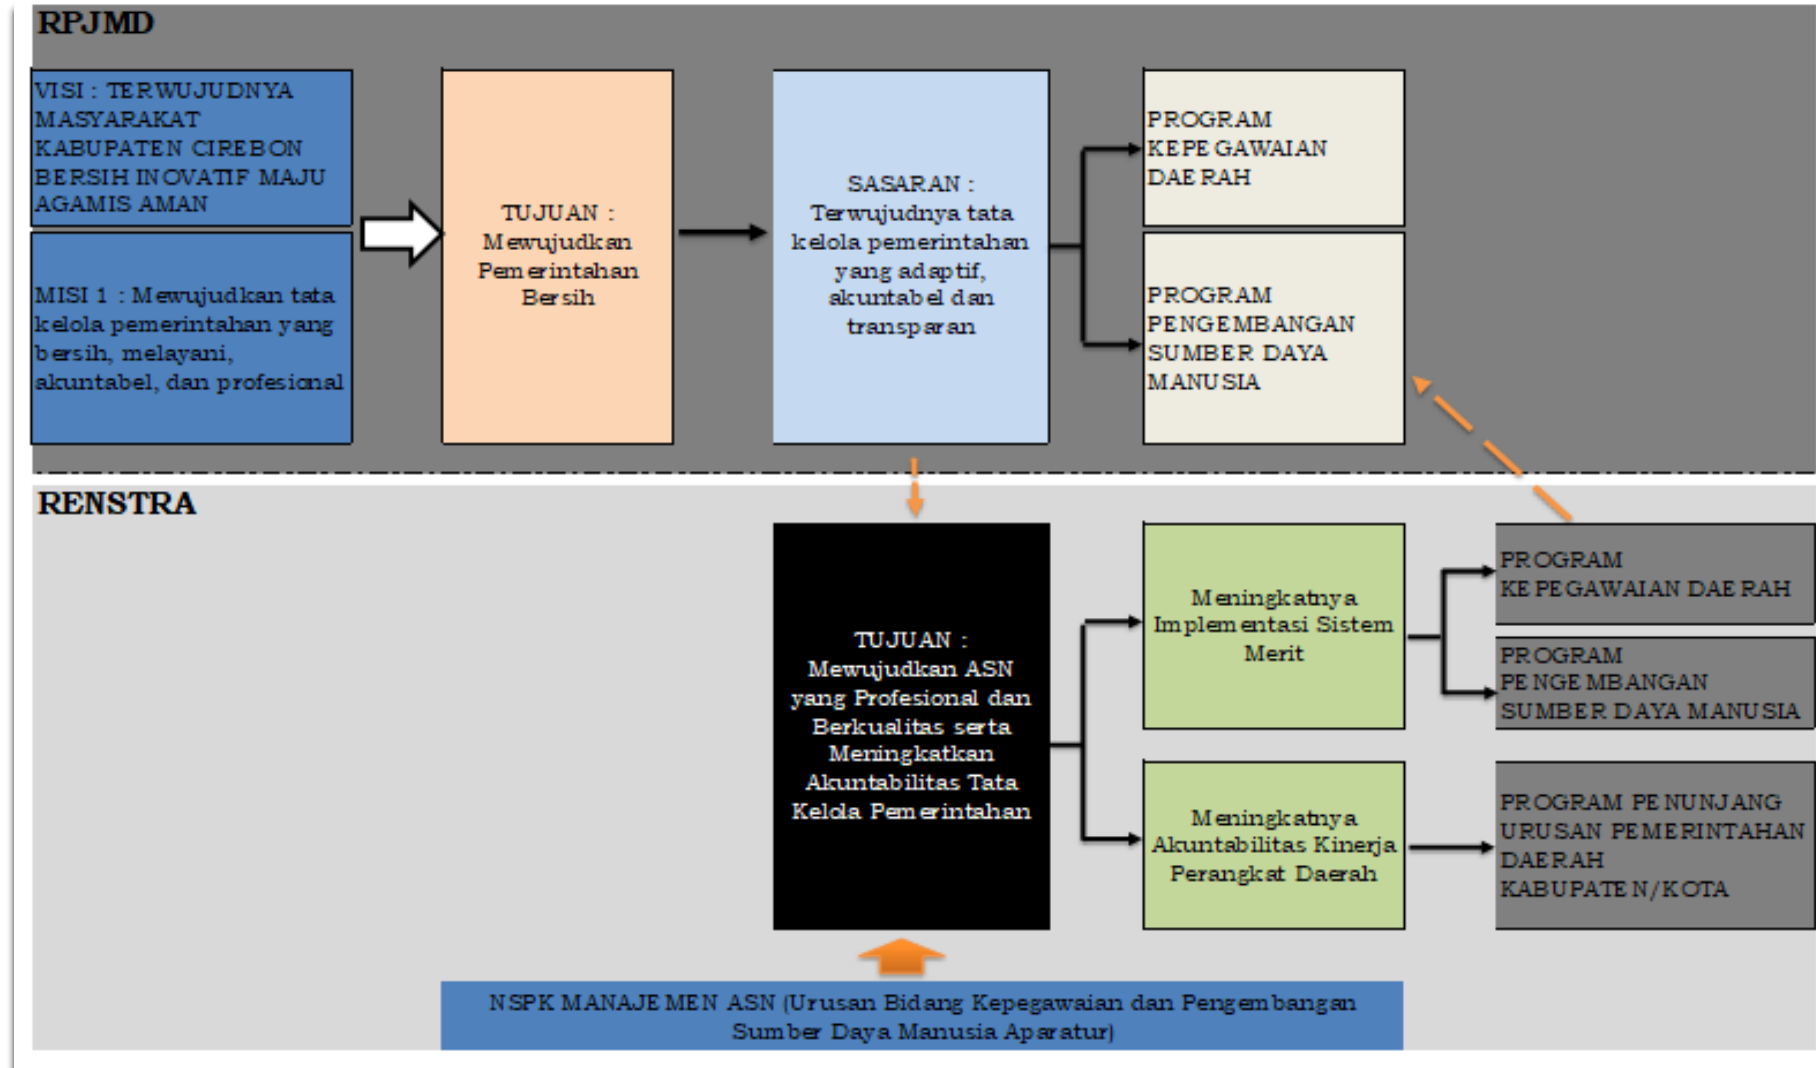 RPJMD
VISI : TERWUJUDNYA
MASYARAKAT
KABUPATEN CIREBON
BERSIH INOVATIF MAJU
AGAMIS AMAN
MISI 1 : Mewujudkan tata
kelola pemerintahan yang
bersih, melayani,
akuntabel, dan profesional
TUJUAN :
Mewujudkan
Pemerintahan
Bersih
SASARAN :
Terwujudnya tata
kelola pemerintahan
yang adaptif,
akuntabel dan
transparan
PROGRAM
KEPEGAWAIAN
DAERAH
PROGRAM
PENGEMBANGAN
SUMBER DAYA
MANUSIA
RENSTRA
TUJUAN :
Mewujudkan ASN
yang Profesional dan
Berkualitas serta
Meningkatkan
Akuntabilitas Tata
Kelola Pemerintahan
Meningkatnya
Implementasi Sistem
Merit
PROGRAM
KEPEGAWAIAN DAERAH
PROGRAM
PENGEMBANGAN
SUMBER DAYA MANUSIA
Meningkatnya
Akuntabilitas Kinerja
Perangkat Daerah
PROGRAM PENUNJANG
URUSAN PEMERINTAHAN
DAERAH
KABUPATEN/KOTA
NSPK MANAJEMEN ASN (Urusan Bidang Kepegawaian dan Pengembangan
Sumber Daya Manusia Aparatur)